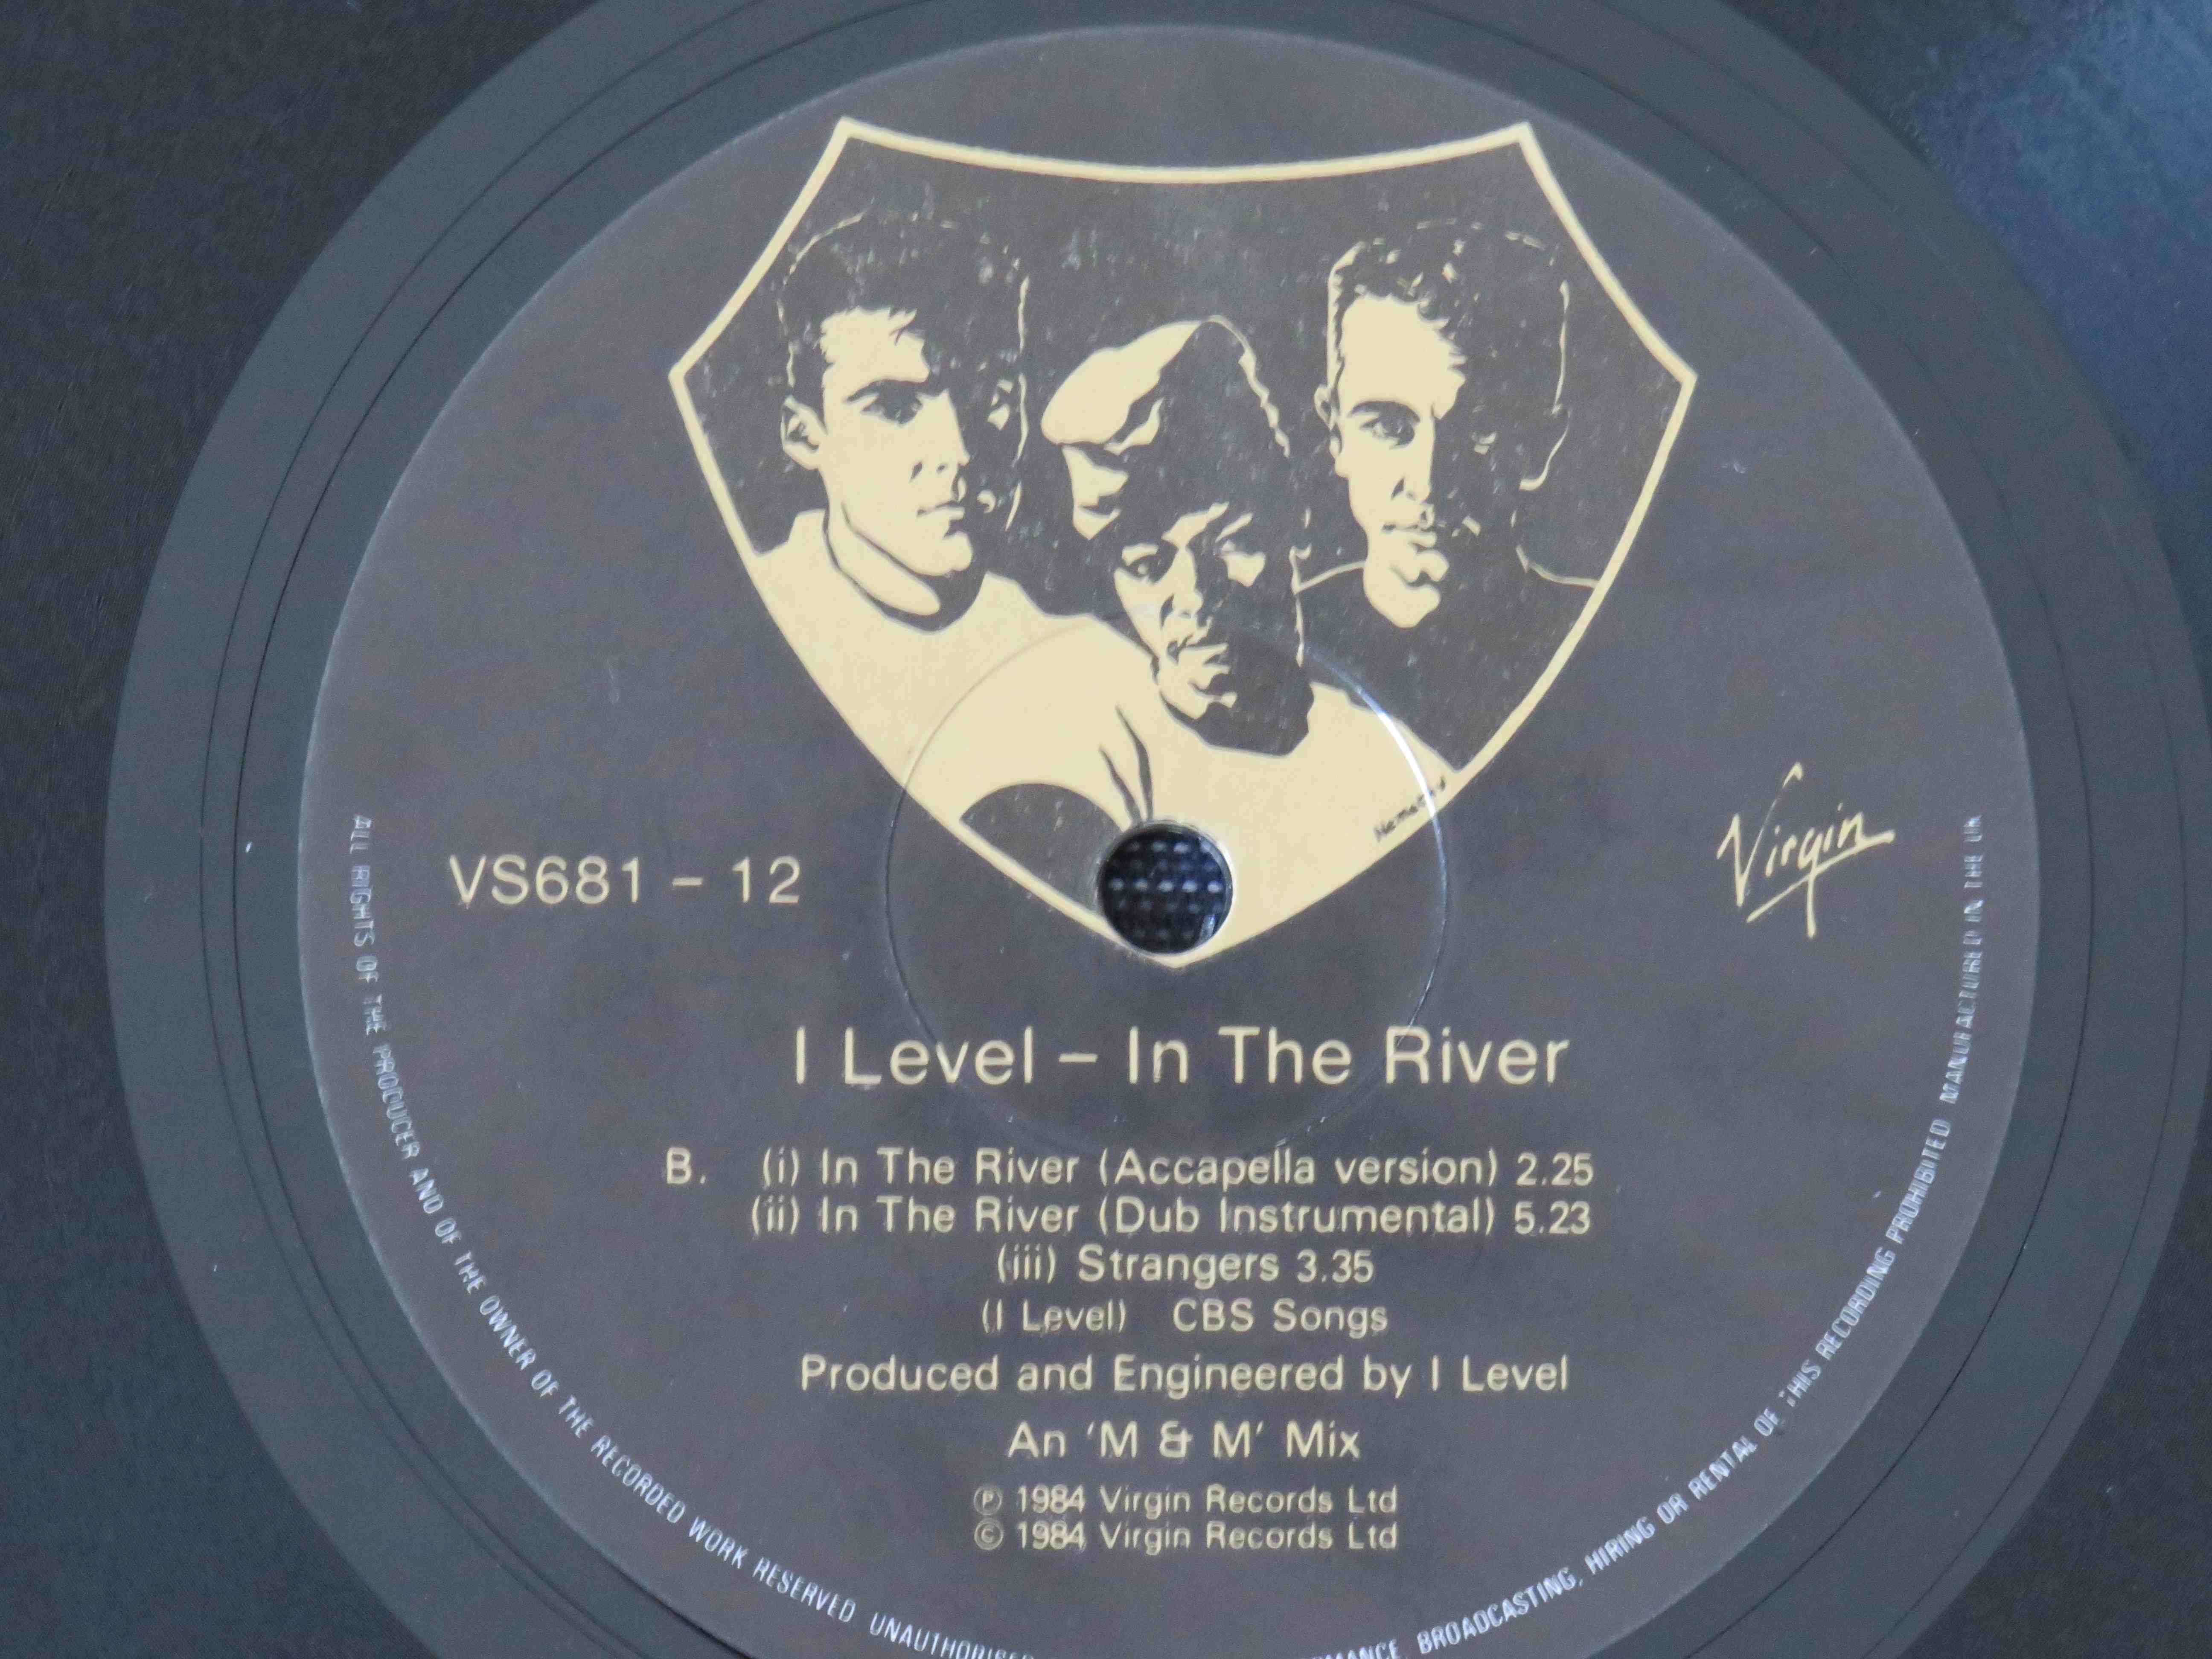 VS681 - 12
Virgin
I Level - In The River
B. (i) In The River (Accapella version) 2.25
(ii) In The River (Dub Instrumental) 5.23
(iii) Strangers 3.35
(I Level) CBS Songs
Produced and Engineered by I Level
An 'M & M' Mix
℗ 1984 Virgin Records Ltd
© 1984 Virgin Records Ltd
ALL RIGHTS OF THE PRODUCER AND OF THE OWNER OF THE RECORDED WORK RESERVED UNAUTHORISED
BROADCASTING, HIRING OR RENTAL OF THIS RECORDING PROHIBITED MANUFACTURED IN THE UK